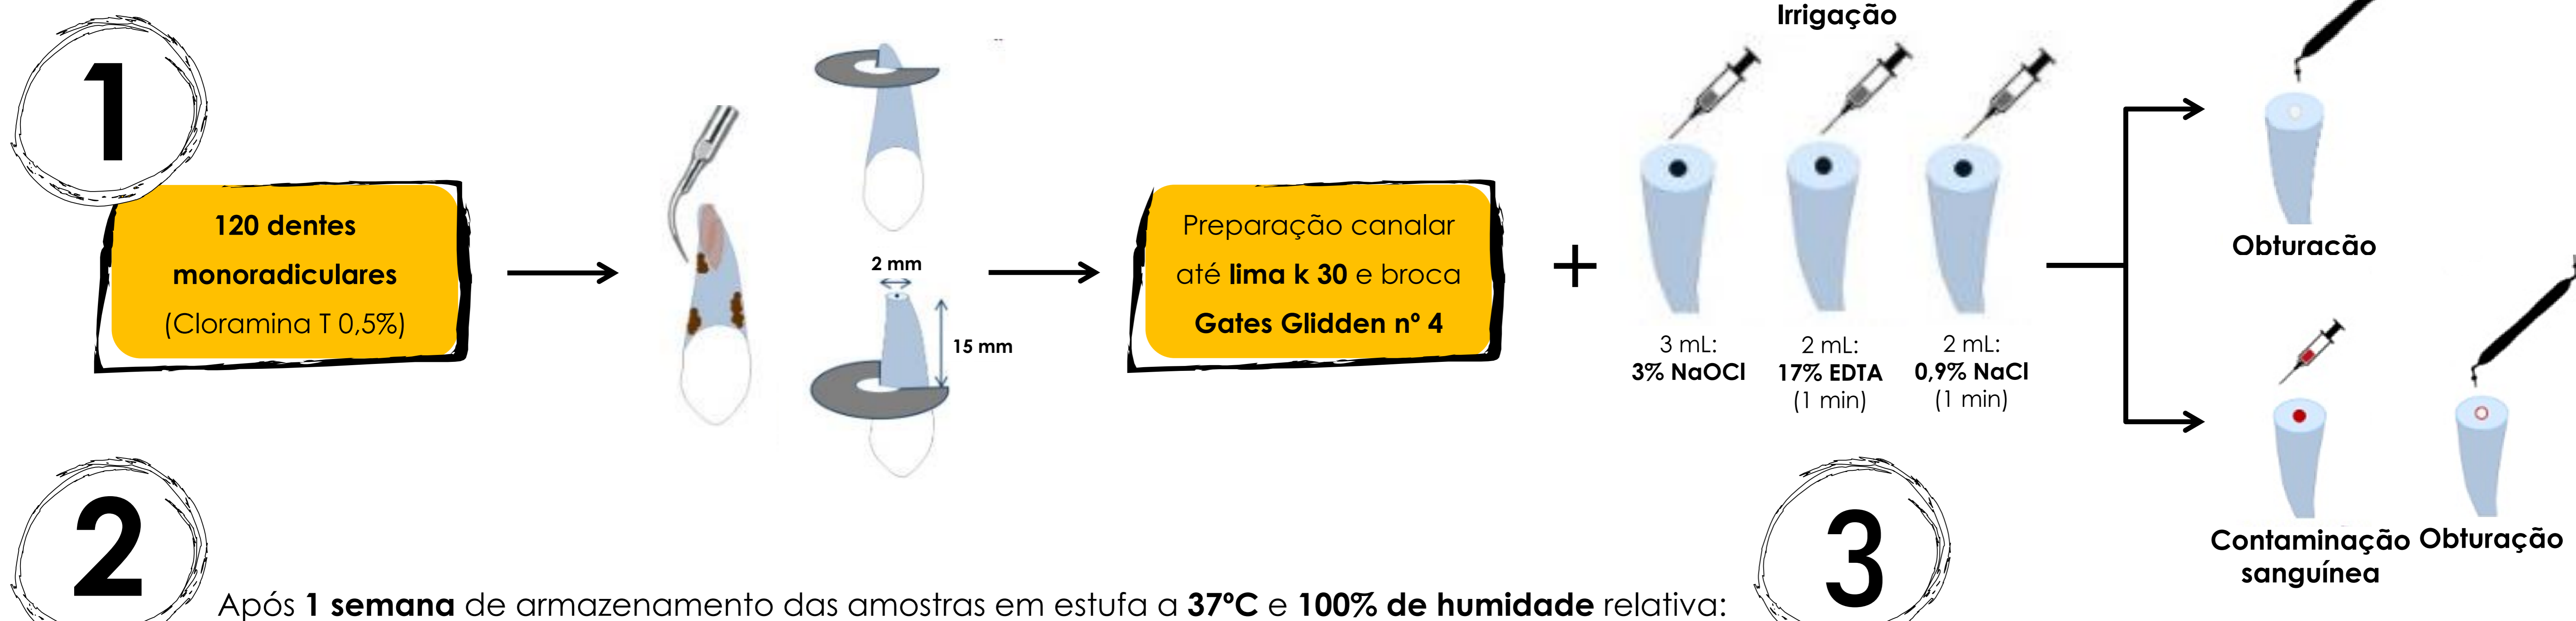 1
120 dentes
monoradiculares
(Cloramina T 0,5%)
2 mm
15 mm
Preparação canalar
até lima k 30 e broca
Gates Glidden nº 4
+
Irrigação
3 mL:
3% NaOCl
2 mL:
17% EDTA
(1 min)
2 mL:
0,9% NaCl
(1 min)
Obturacão
Contaminação
sanguínea
Obturação
2
Após 1 semana de armazenamento das amostras em estufa a 37ºC e 100% de humidade relativa:
3